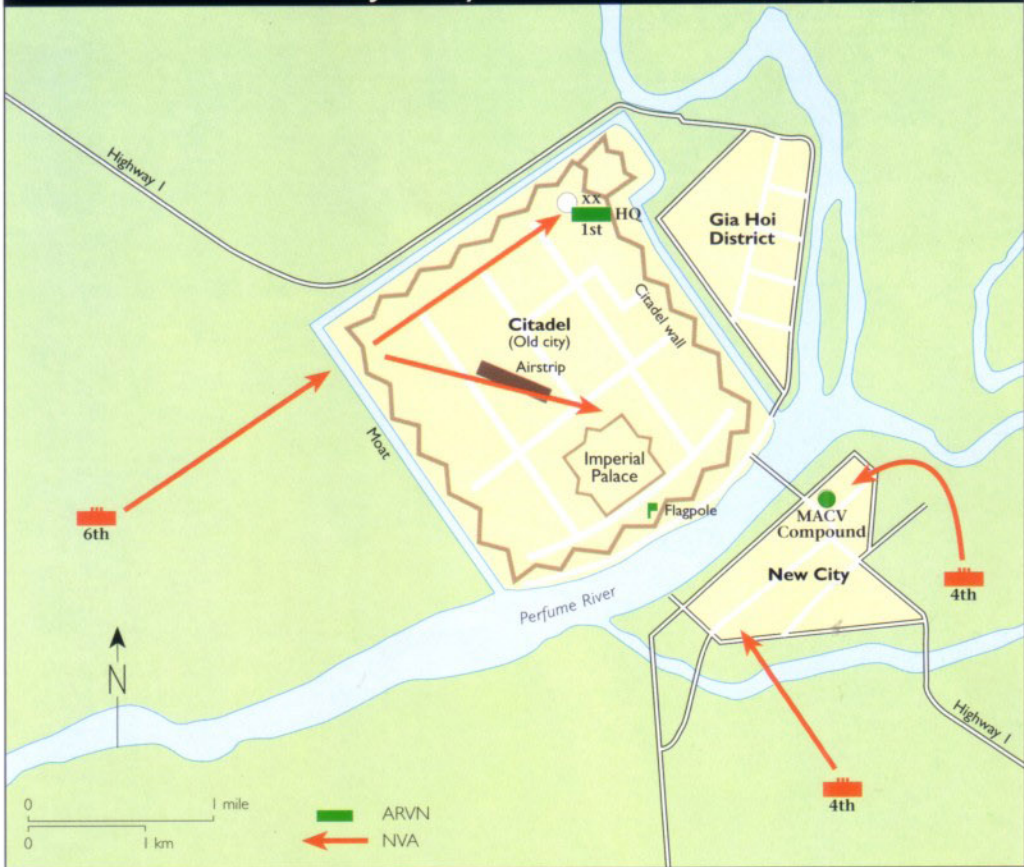 Highway 1
xx
HQ
1st
Gia Hoi
District
Citadel
(Old city)
Citadel wall
Airstrip
Moat
Imperial
Palace
Flagpole
6th
MACV
Compound
New City
4th
Perfume River
N
Highway 1
4th
0 1 mile
0 1 km
ARVN
NVA